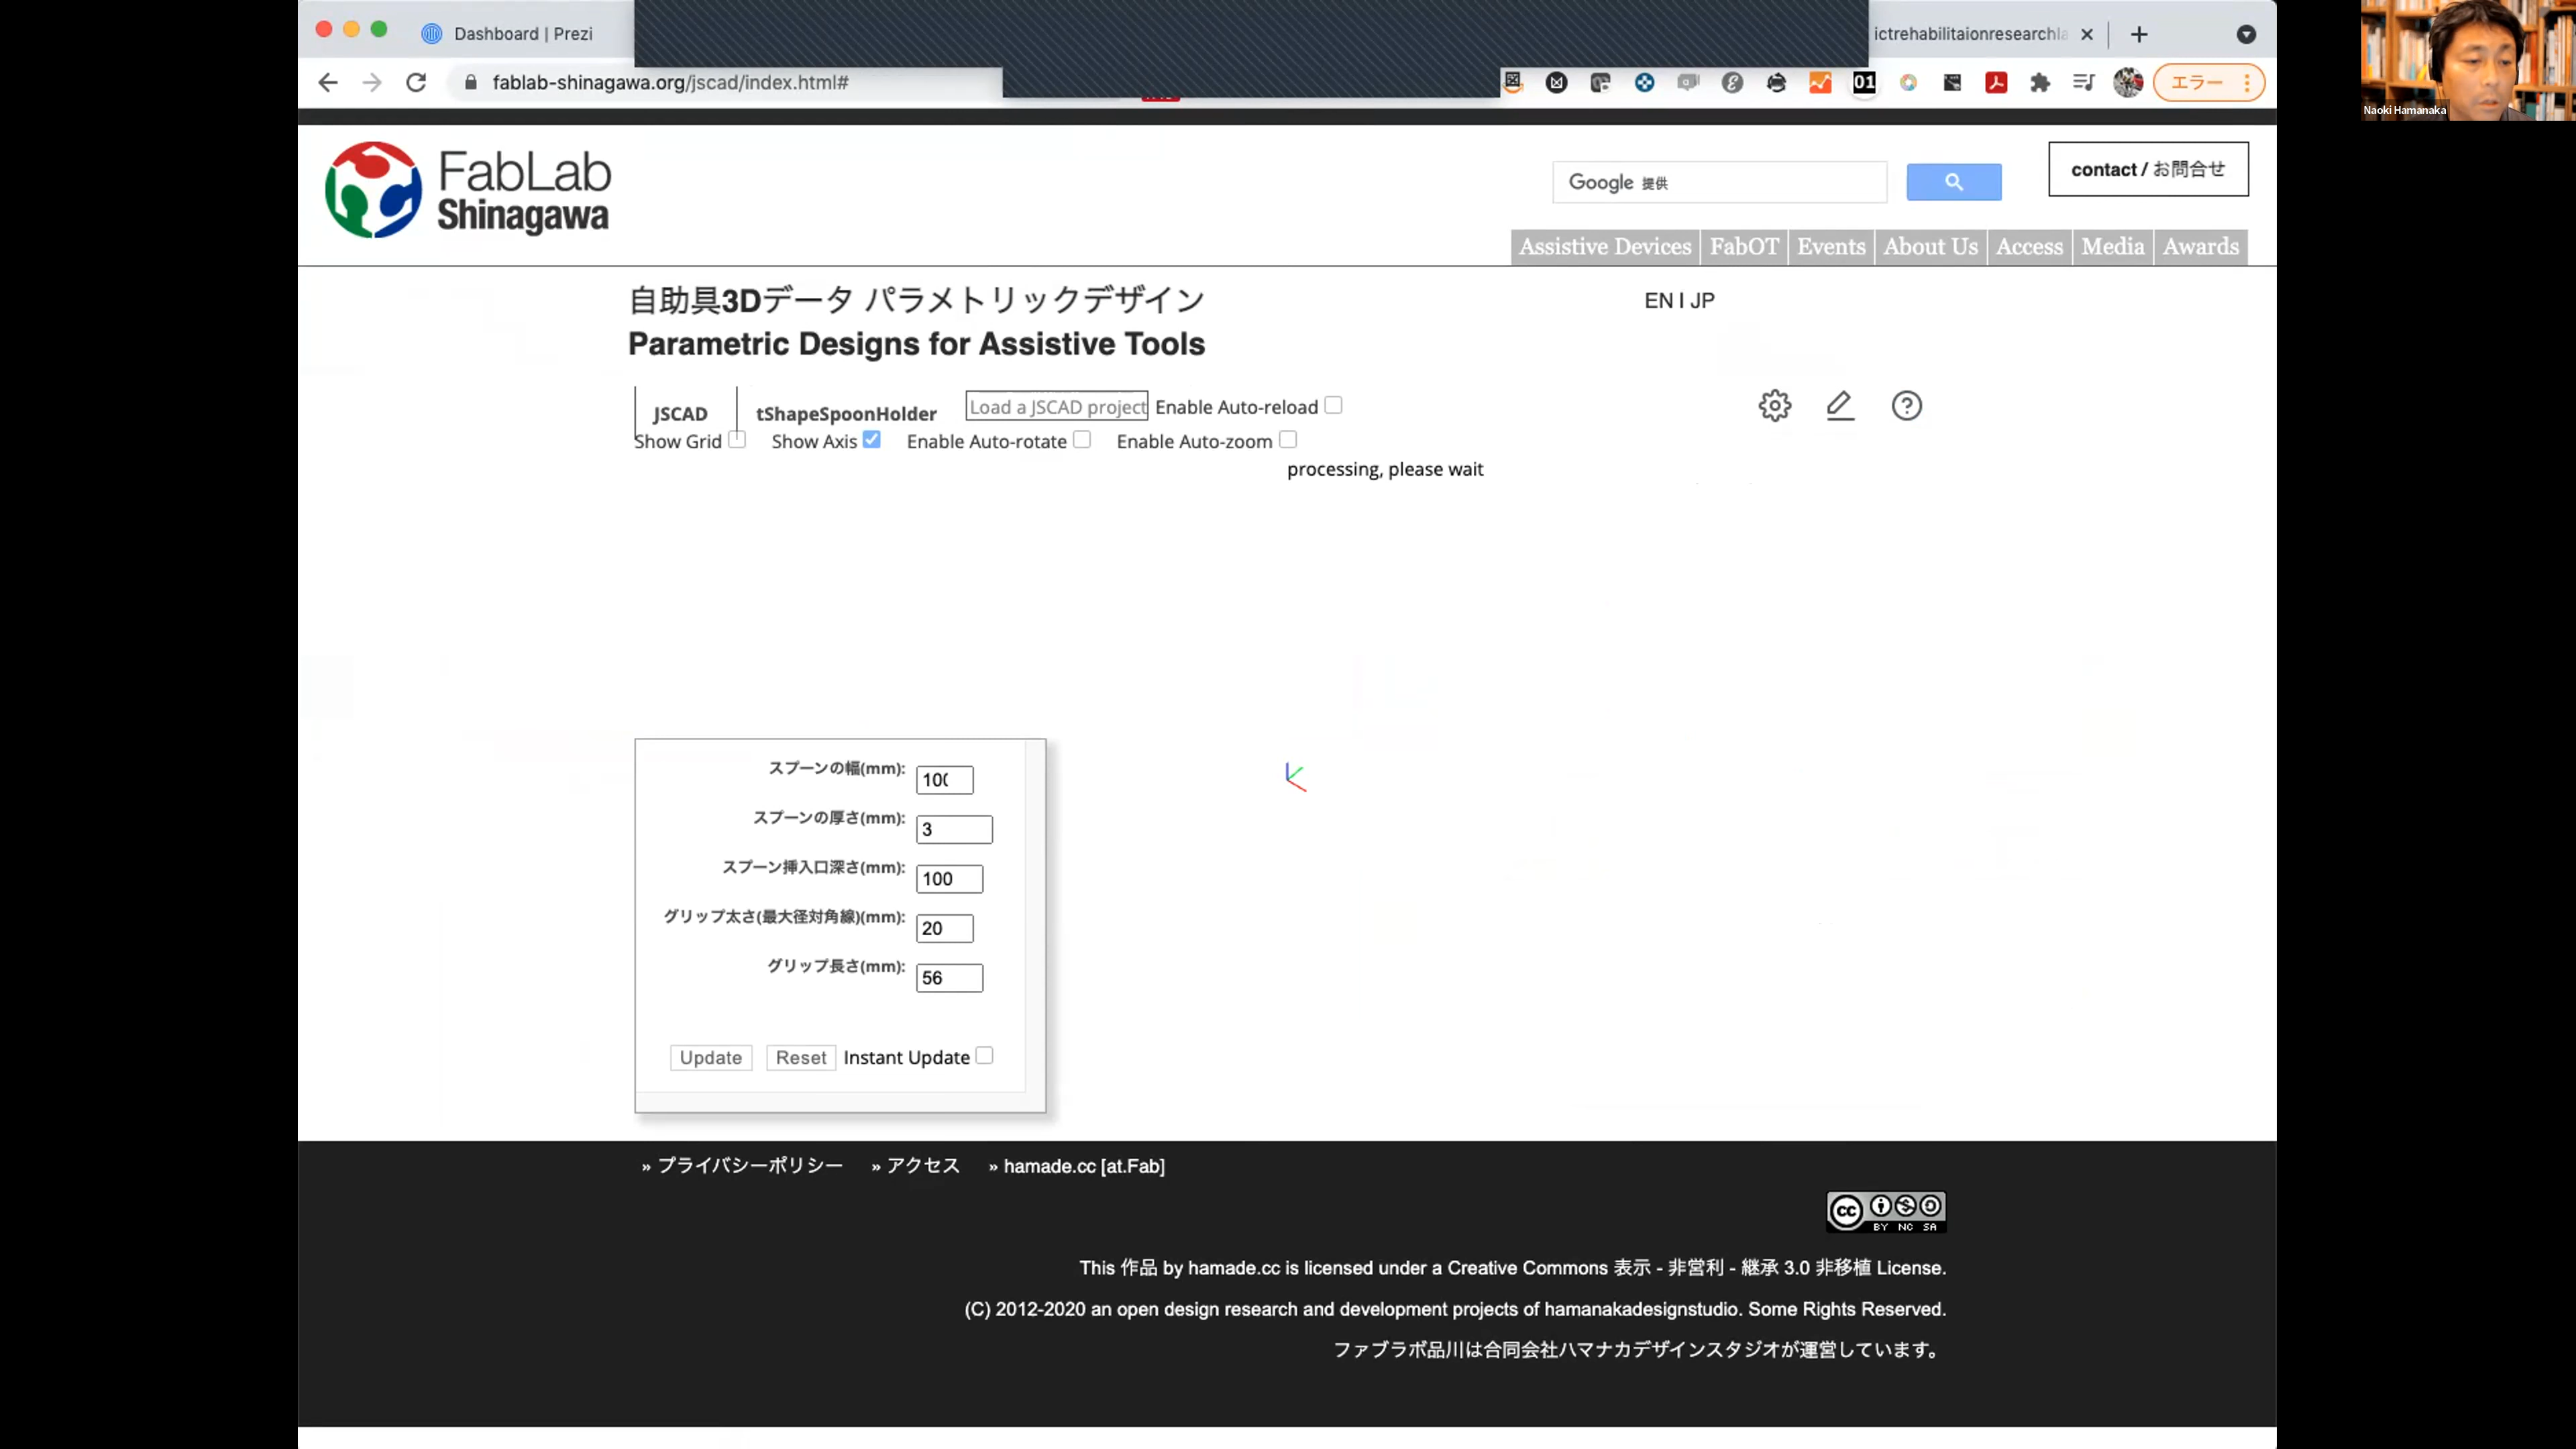 Dashboard | Prezi
ictrehabilitaionresearchla
fablab-shinagawa.org/jscad/index.html#
01
エラー
Naoki Hamanaka
FabLab
Shinagawa
Google 提供
contact / お問合せ
Assistive Devices FabOT Events About Us Access Media Awards
自助具3Dデータ パラメトリックデザイン
EN I JP
Parametric Designs for Assistive Tools
JSCAD tShapeSpoonHolder Load a JSCAD project Enable Auto-reload
Show Grid Show Axis Enable Auto-rotate Enable Auto-zoom
processing, please wait
スプーンの幅(mm): 100
スプーンの厚さ(mm): 3
スプーン挿入口深さ(mm): 100
グリップ太さ(最大径対角線)(mm): 20
グリップ長さ(mm): 56
Update Reset Instant Update
» プライバシーポリシー » アクセス » hamade.cc [at.Fab]
cc BY NC SA
This 作品 by hamade.cc is licensed under a Creative Commons 表示 - 非営利 - 継承 3.0 非移植 License.
(C) 2012-2020 an open design research and development projects of hamanakadesignstudio. Some Rights Reserved.
ファブラボ品川は合同会社ハマナカデザインスタジオが運営しています。